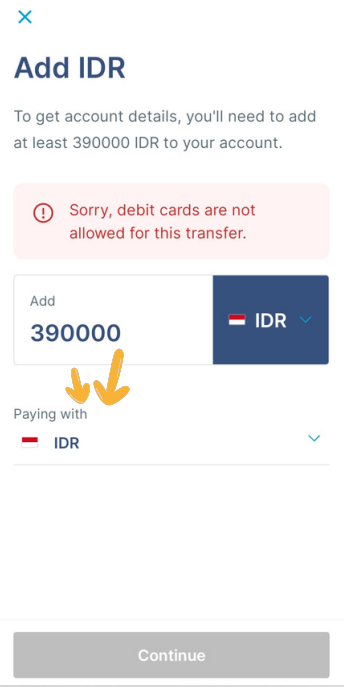 Add IDR
To get account details, you'll need to add
at least 390000 IDR to your account.
Sorry, debit cards are not
allowed for this transfer.
Add
390000
IDR
Paying with
IDR
Continue